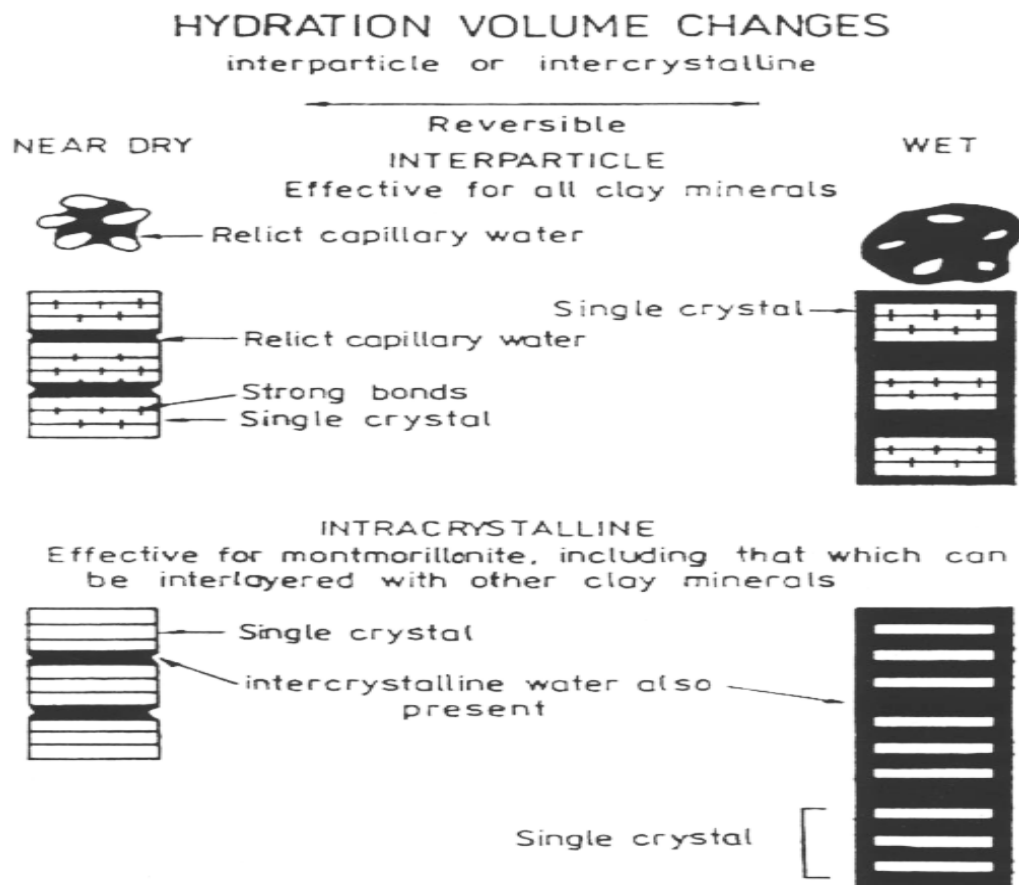 HYDRATION VOLUME CHANGES
interparticle or intercrystalline
Reversible
NEAR DRY
WET
INTERPARTICLE
Effective for all clay minerals
Relict capillary water
Single crystal
Relict capillary water
Strong bonds
Single crystal
INTRACRYSTALLINE
Effective for montmorillonite, including that which can
be interlayered with other clay minerals
Single crystal
intercrystalline water also
present
Single crystal